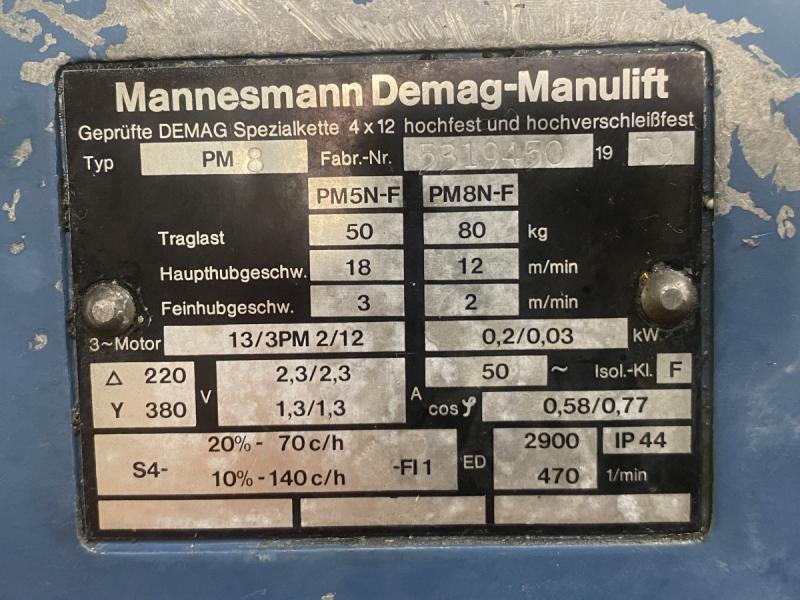 Mannesmann Demag-Manulift
Geprüfte DEMAG Spezialkette 4 x 12 hochfest und hochverschleißfest
Typ PM 8 Fabr.-Nr. 5319450 19 79
PM5N-F PM8N-F
Traglast 50 80 kg
Haupthubgeschw. 18 12 m/min
Feinhubgeschw. 3 2 m/min
3~Motor 13/3PM 2/12 0,2/0,03 kW
Δ 220 V 2,3/2,3 A 50 ~ Isol.-Kl. F
Y 380 1,3/1,3 cos φ 0,58/0,77
S4- 20% - 70 c/h -FI 1 ED 2900 IP 44
10% - 140 c/h 470 1/min